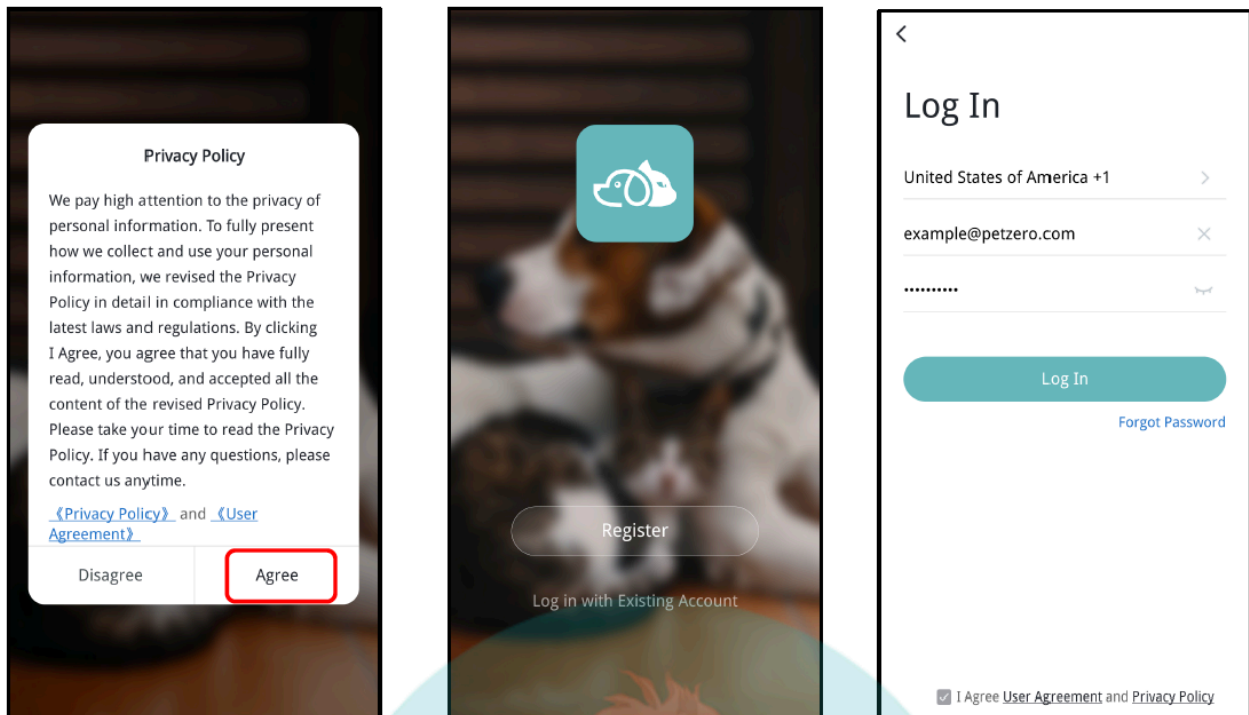 Privacy Policy
We pay high attention to the privacy of
personal information. To fully present
how we collect and use your personal
information, we revised the Privacy
Policy in detail in compliance with the
latest laws and regulations. By clicking
I Agree, you agree that you have fully
read, understood, and accepted all the
content of the revised Privacy Policy.
Please take your time to read the Privacy
Policy. If you have any questions, please
contact us anytime.
《Privacy Policy》 and 《User
Agreement》
Disagree Agree
Register
Log in with Existing Account
Log In
United States of America +1
example@petzero.com
••••••••••
Log In
Forgot Password
I Agree User Agreement and Privacy Policy